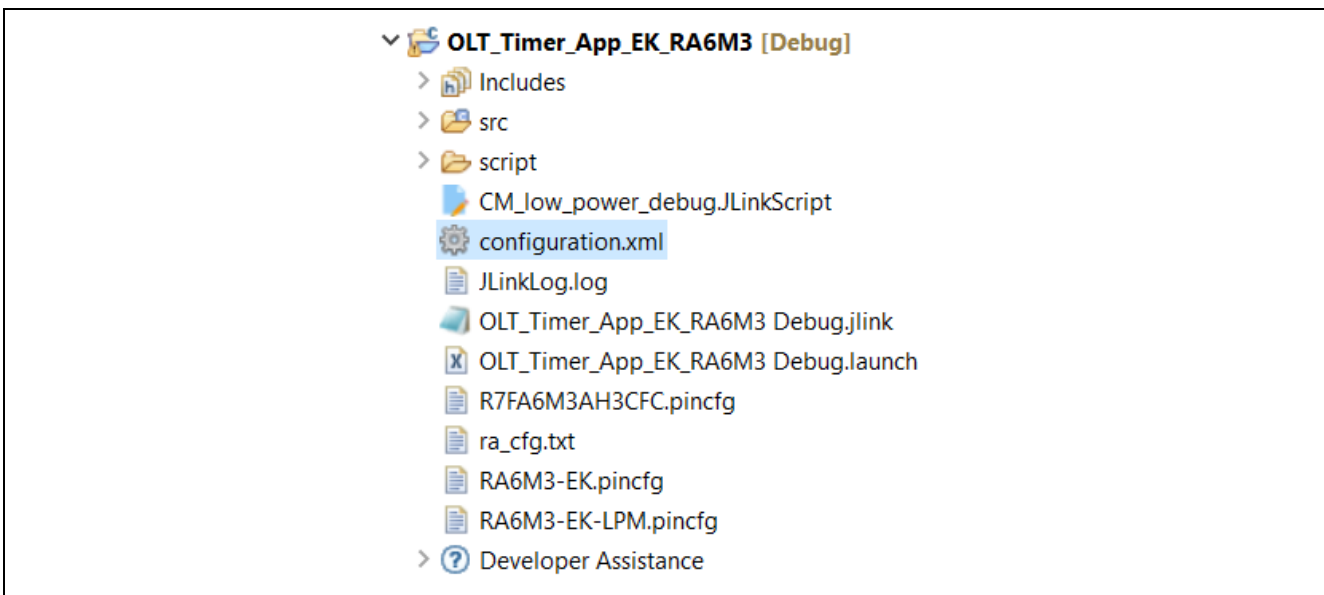 OLT_Timer_App_EK_RA6M3 [Debug]
Includes
src
script
CM_low_power_debug.JLinkScript
configuration.xml
JLinkLog.log
OLT_Timer_App_EK_RA6M3 Debug.jlink
OLT_Timer_App_EK_RA6M3 Debug.launch
R7FA6M3AH3CFC.pincfg
ra_cfg.txt
RA6M3-EK.pincfg
RA6M3-EK-LPM.pincfg
Developer Assistance